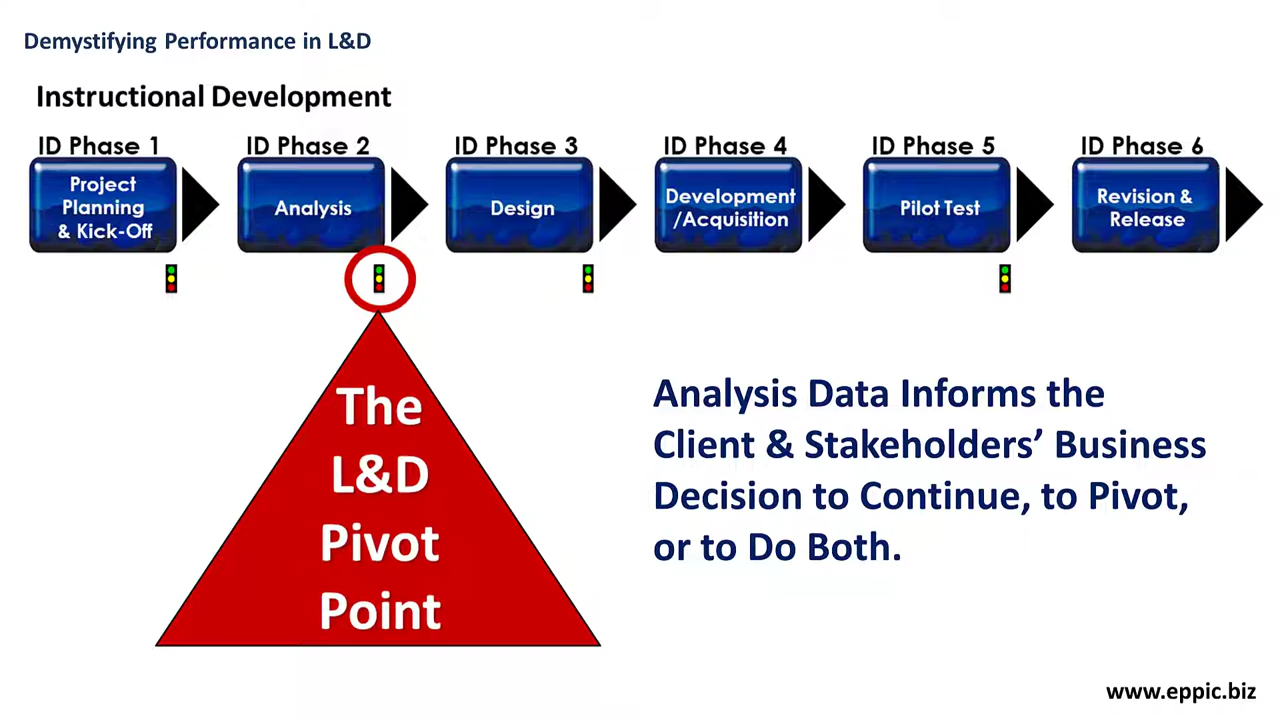 Demystifying Performance in L&D
Instructional Development
ID Phase 1
ID Phase 2
ID Phase 3
ID Phase 4
ID Phase 5
ID Phase 6
Project
Planning
& Kick-Off
Analysis
Design
Development
/Acquisition
Pilot Test
Revision &
Release
The
L&D
Pivot
Point
Analysis Data Informs the
Client & Stakeholders’ Business
Decision to Continue, to Pivot,
or to Do Both.
www.eppic.biz